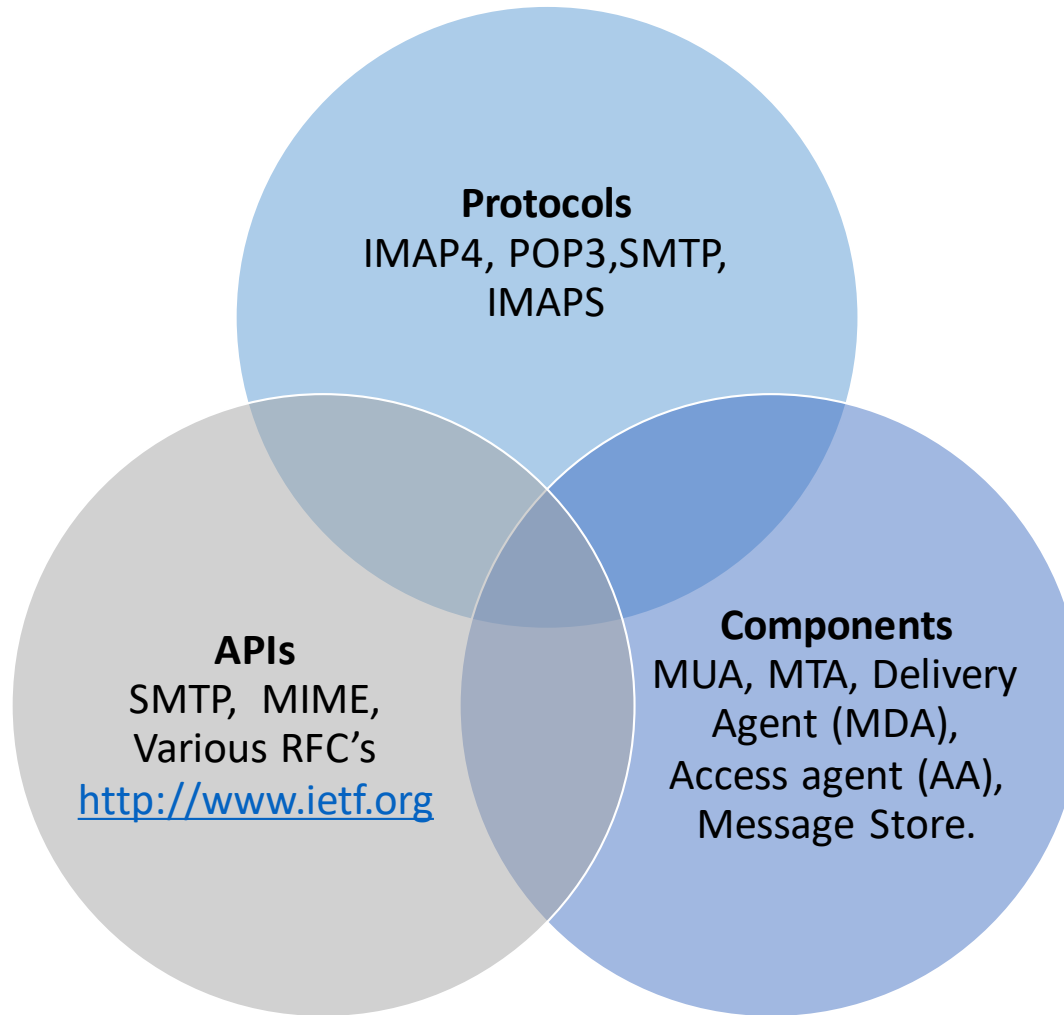 Protocols
IMAP4, POP3,SMTP,
IMAPS
APIs
SMTP,  MIME,
Various RFC’s
http://www.ietf.org
Components
MUA, MTA, Delivery
Agent (MDA),
Access agent (AA),
Message Store.